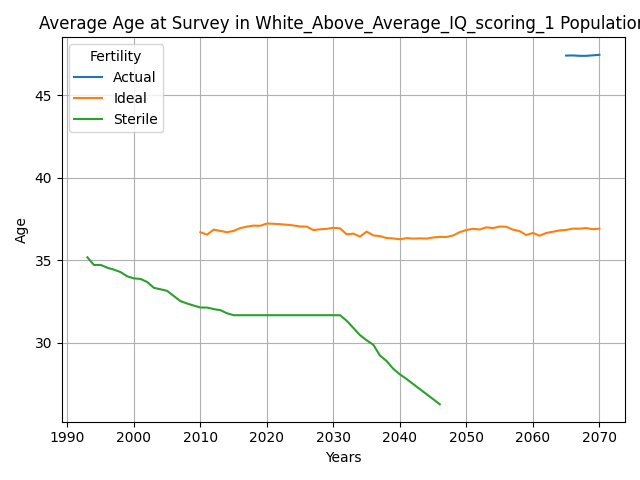 Average Age at Survey in White_Above_Average_IQ_scoring_1 Population
Fertility
Actual
Ideal
Sterile
45
40
35
30
Age
1990 2000 2010 2020 2030 2040 2050 2060 2070
Years